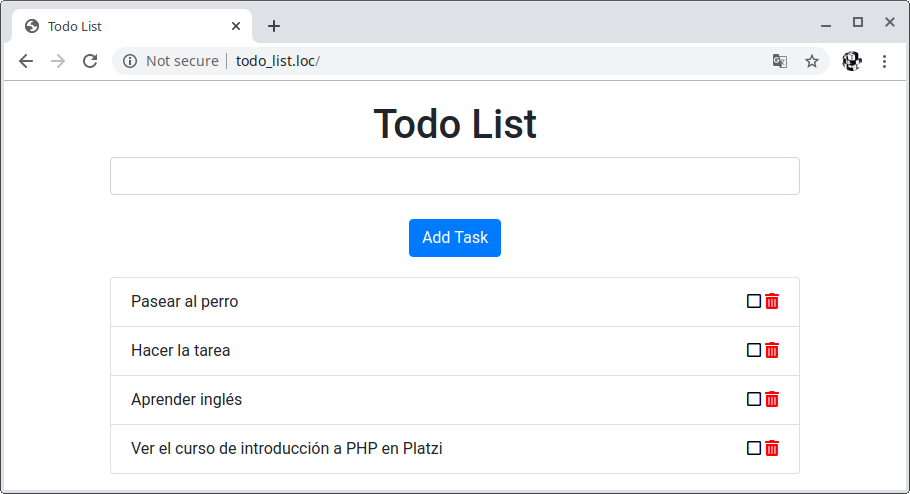 Todo List
Not secure todo_list.loc/
Todo List
Add Task
Pasear al perro
Hacer la tarea
Aprender inglés
Ver el curso de introducción a PHP en Platzi